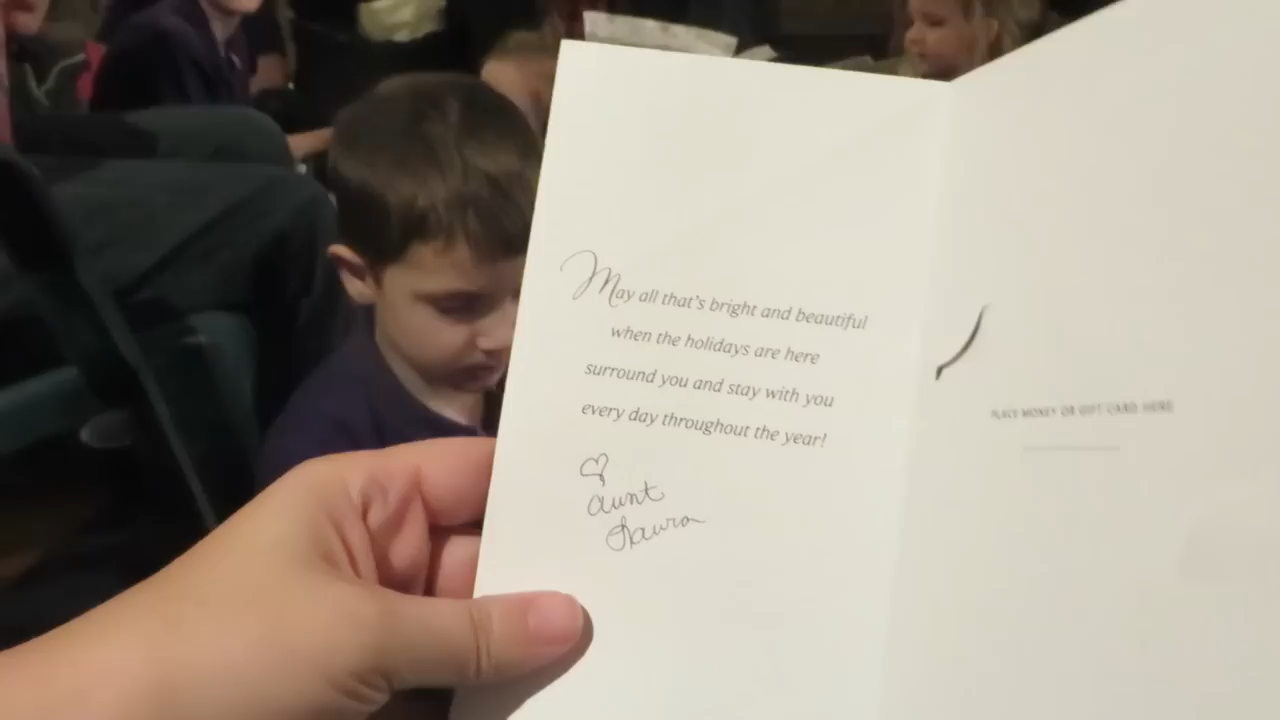 May all that's bright and beautiful
when the holidays are here
surround you and stay with you
every day throughout the year!
♡
aunt
Laura
PLACE MONEY OR GIFT CARD HERE